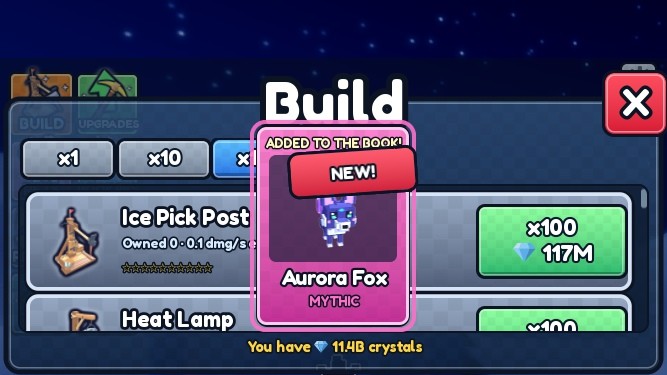 Build
BUILD
UPGRADES
ADDED TO THE BOOK!
x1
x10
NEW!
Ice Pick Post
Owned 0 · 0.1 dmg/s
x100
117M
Aurora Fox
MYTHIC
Heat Lamp
x100
You have 11.4B crystals